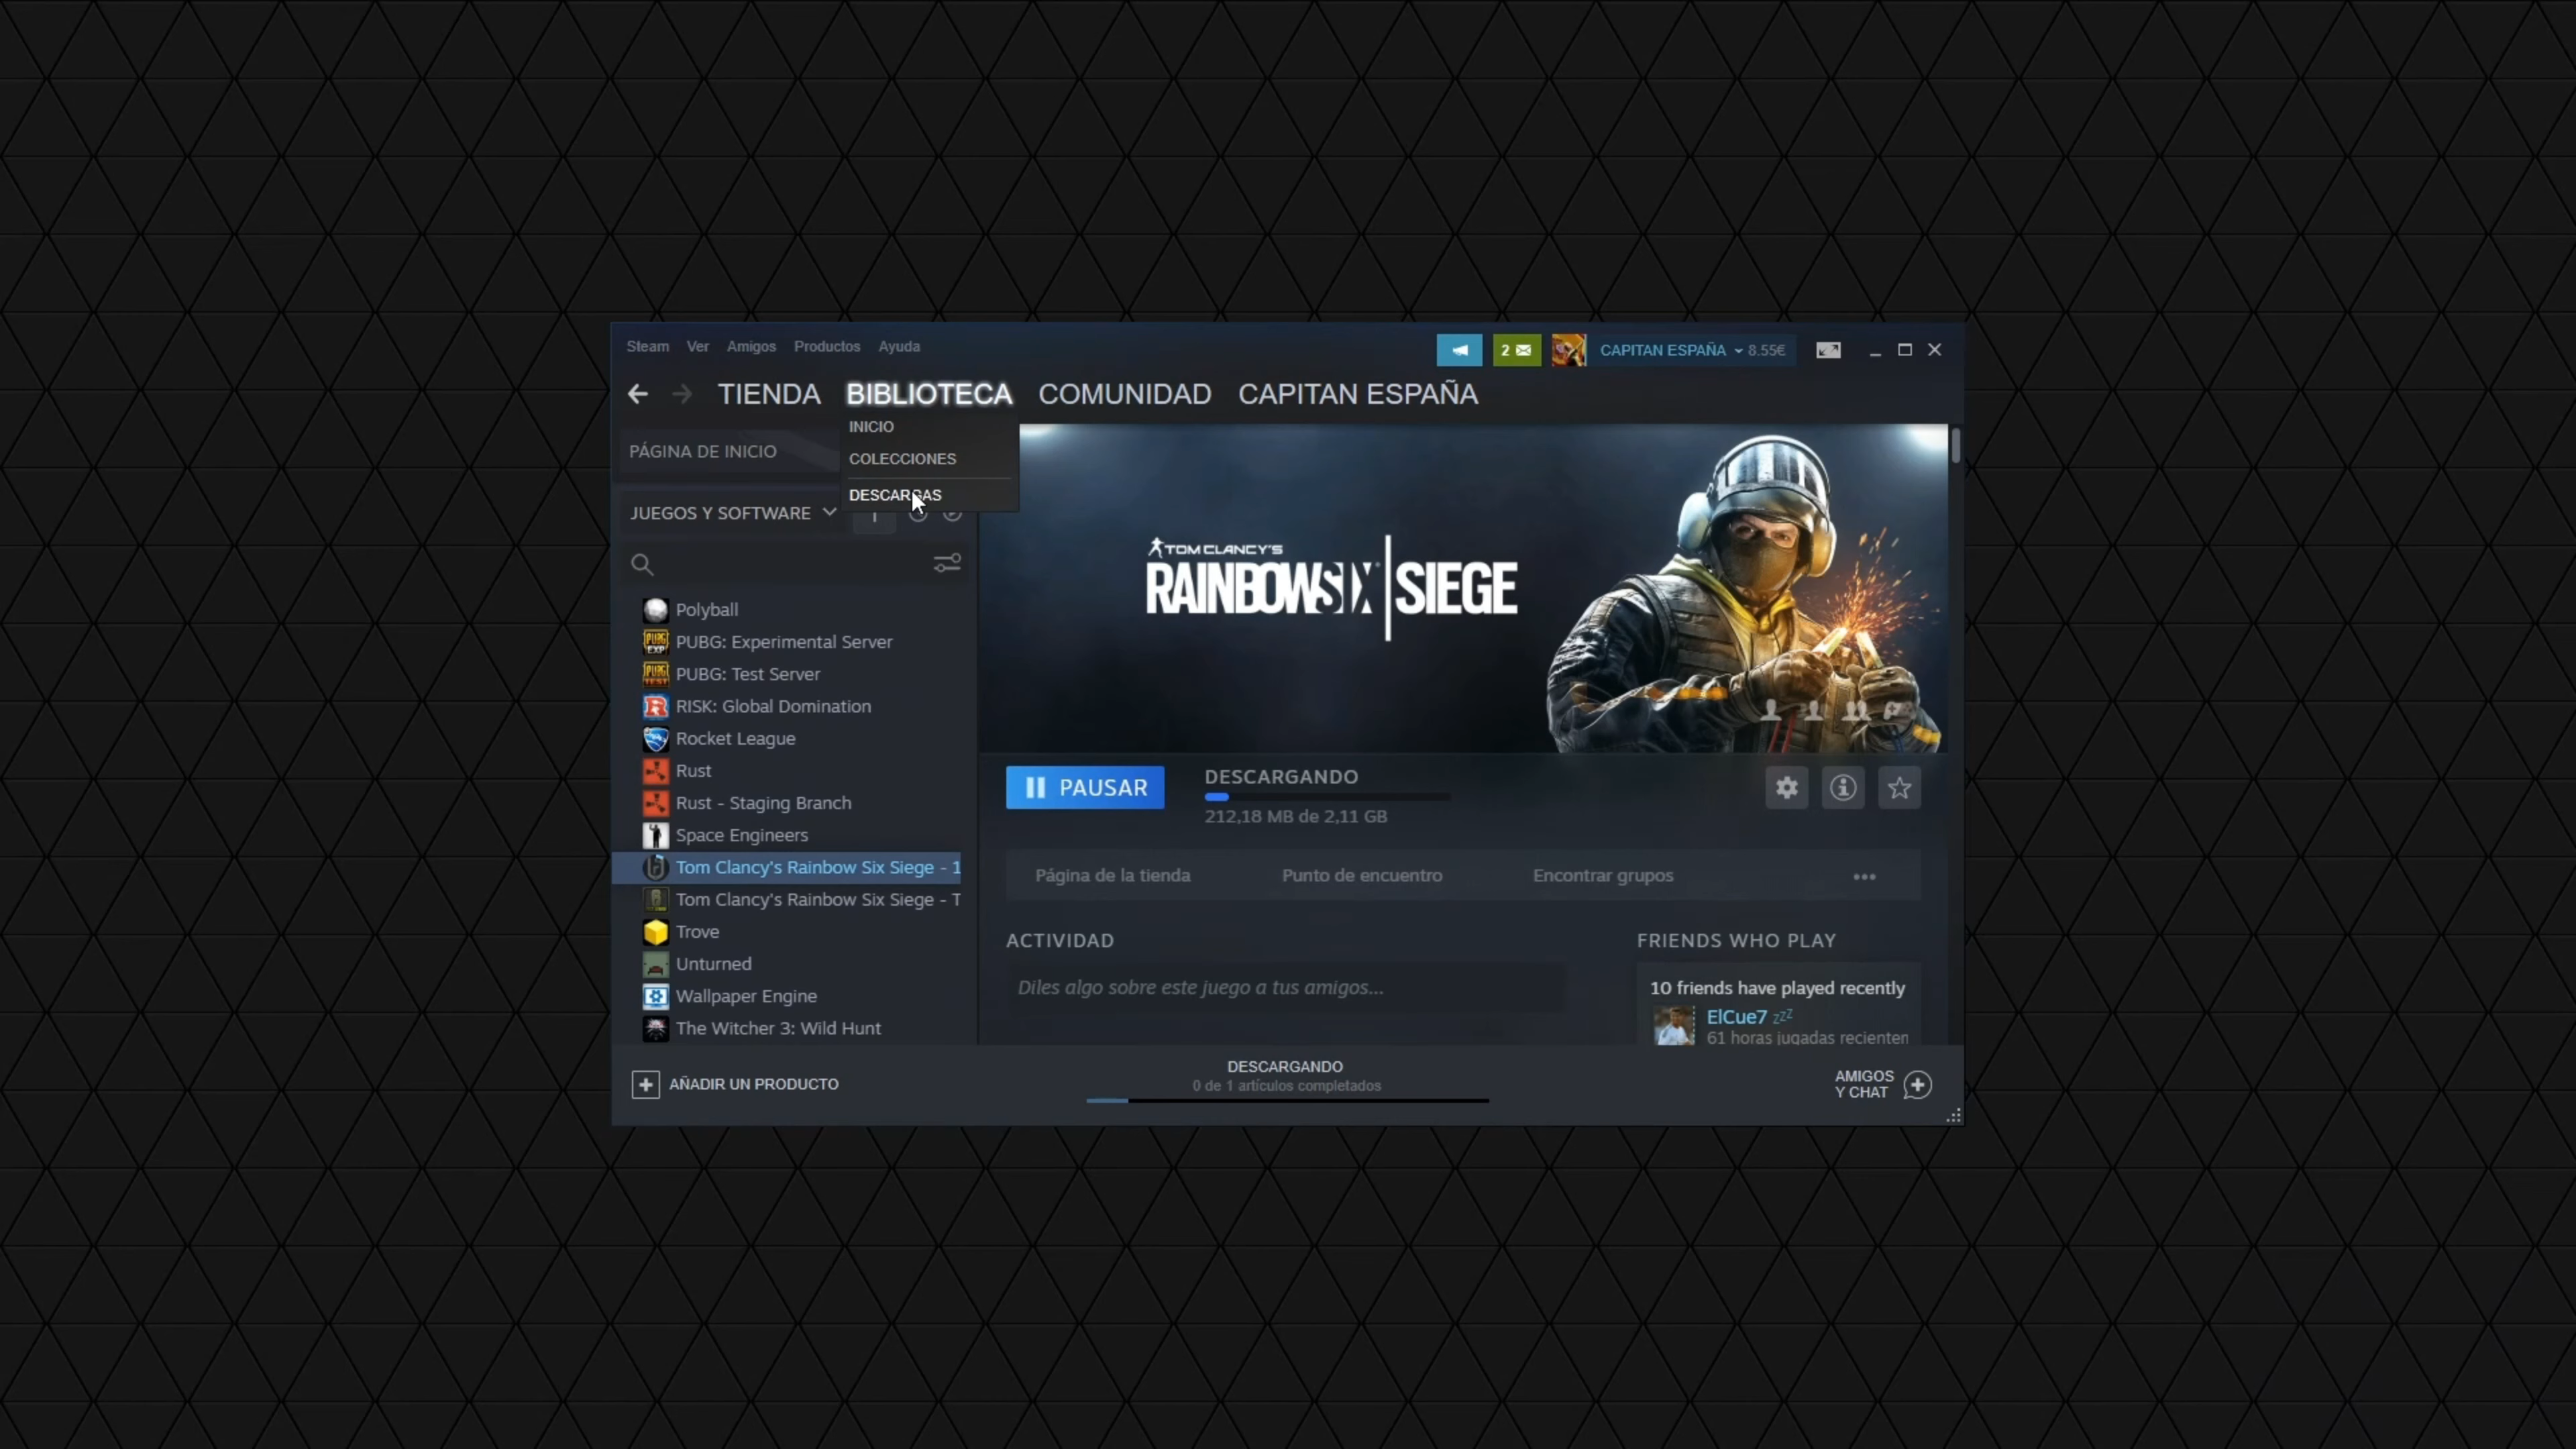 Steam Ver Amigos Productos Ayuda
2
CAPITAN ESPAÑA 8.55€
TIENDA BIBLIOTECA COMUNIDAD CAPITAN ESPAÑA
INICIO
COLECCIONES
DESCARGAS
PÁGINA DE INICIO
JUEGOS Y SOFTWARE
Polyball
PUBG: Experimental Server
PUBG: Test Server
RISK: Global Domination
Rocket League
Rust
Rust - Staging Branch
Space Engineers
Tom Clancy's Rainbow Six Siege - 1
Tom Clancy's Rainbow Six Siege - T
Trove
Unturned
Wallpaper Engine
The Witcher 3: Wild Hunt
TOM CLANCY'S
RAINBOWSIX SIEGE
PAUSAR
DESCARGANDO
212,18 MB de 2,11 GB
Página de la tienda Punto de encuentro Encontrar grupos
ACTIVIDAD
Diles algo sobre este juego a tus amigos...
FRIENDS WHO PLAY
10 friends have played recently
ElCue7 zzZ
61 horas jugadas recienten
AÑADIR UN PRODUCTO
DESCARGANDO
0 de 1 artículos completados
AMIGOS
Y CHAT